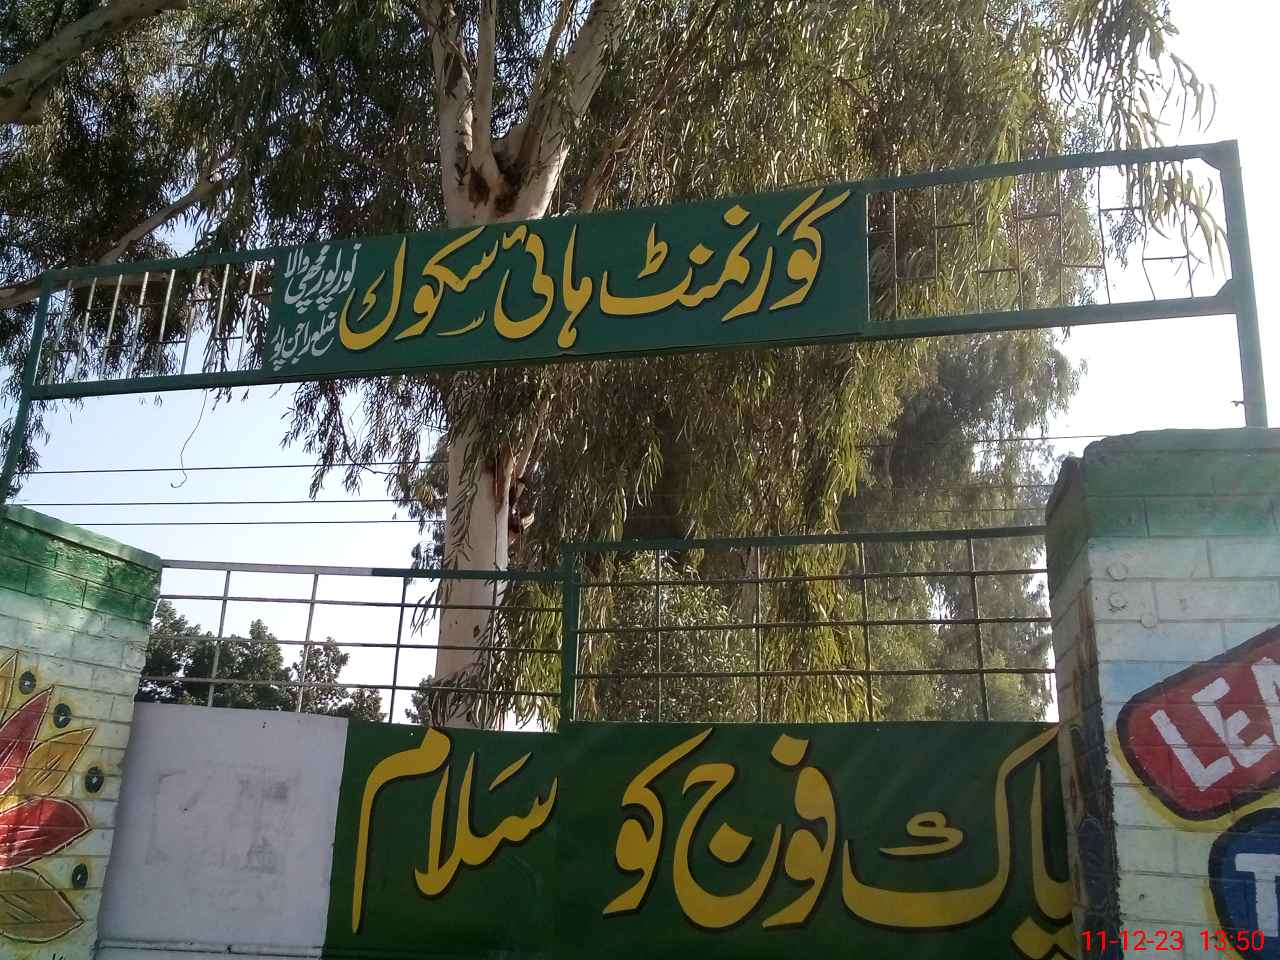 گورنمنٹ ہائی سکول
نور پور مچھی والا
ضلع راجن پور
پاک فوج کو سلام
LEA
T
11-12-23 13:50